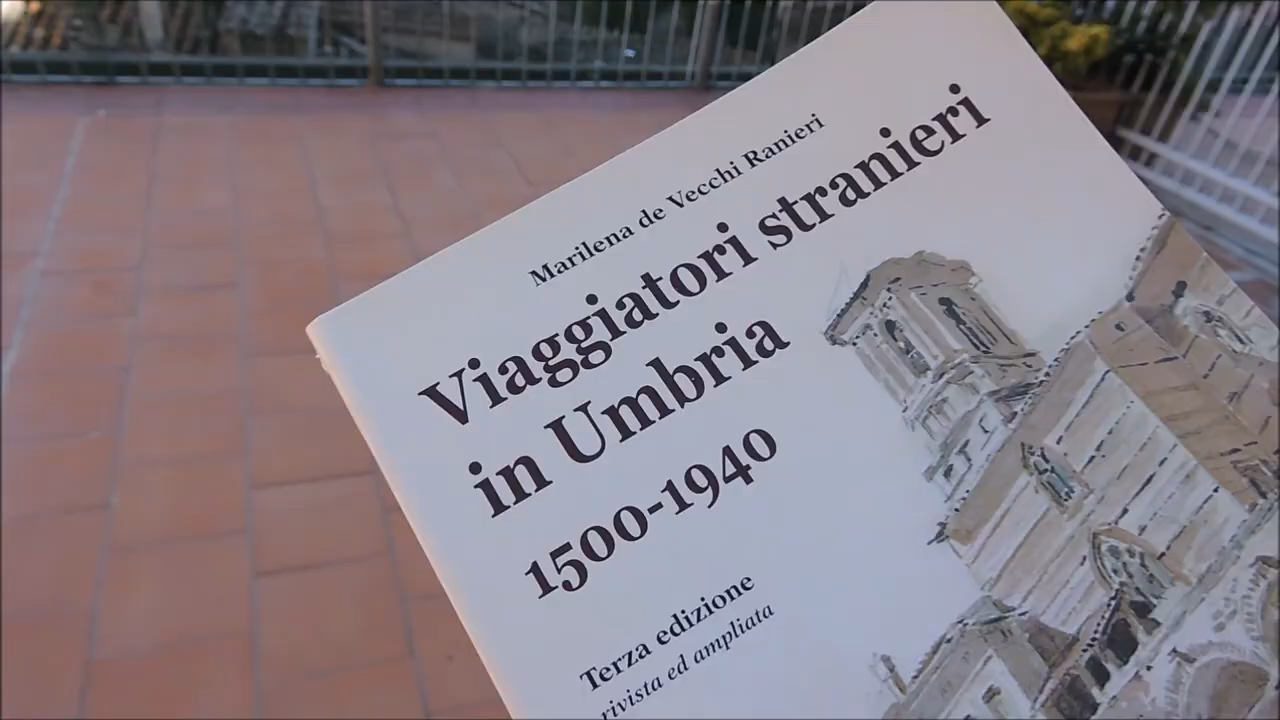 Marilena de Vecchi Ranieri
Viaggiatori stranieri
in Umbria
1500-1940
Terza edizione
rivista ed ampliata